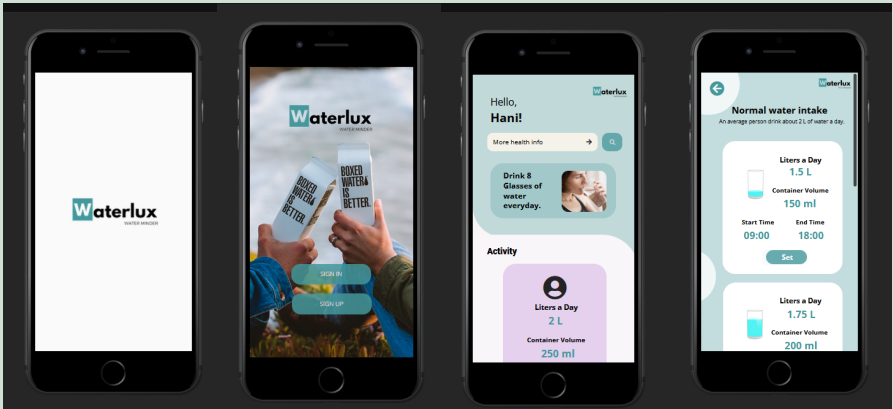 Waterlux
WATER MINDER
Waterlux
WATER MINDER
BOXED
WATER
IS
BETTER.
BOXED
WATER
IS
BETTER.
SIGN IN
SIGN UP
Waterlux
Hello,
Hani!
More health info
Drink 8
Glasses of
water
everyday.
Activity
Liters a Day
2 L
Container Volume
250 ml
Waterlux
Normal water intake
An average person drink about 2 L of water a day.
Liters a Day
1.5 L
Container Volume
150 ml
Start Time End Time
09:00 18:00
Set
Liters a Day
1.75 L
Container Volume
200 ml